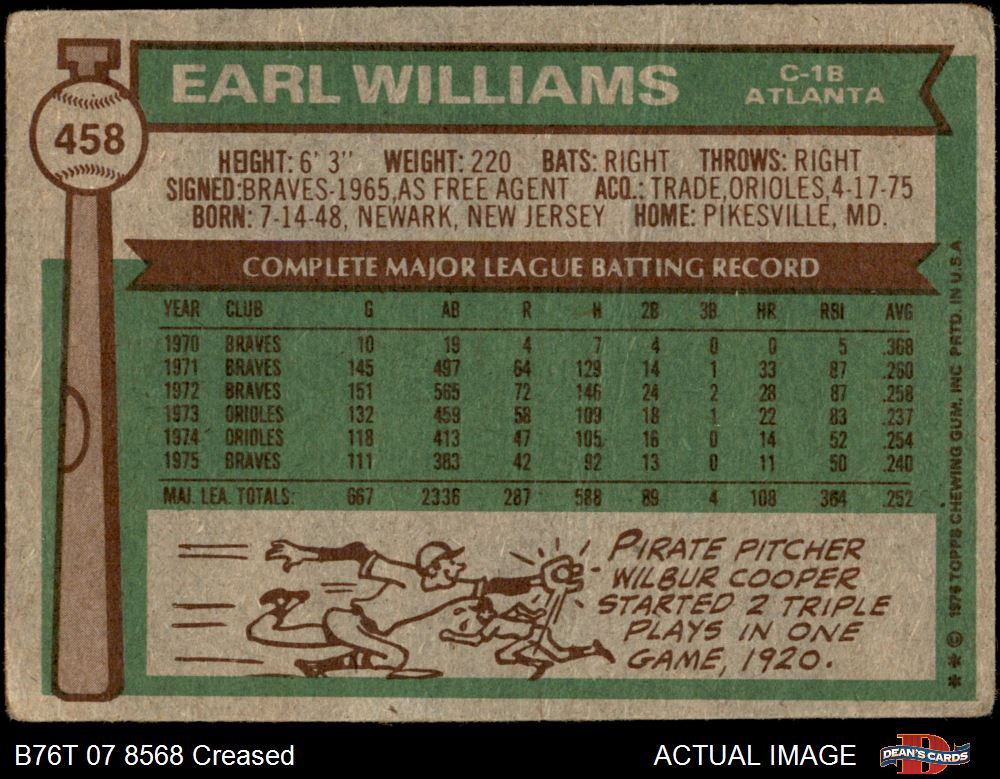 EARL WILLIAMS
C-1B
ATLANTA
458
HEIGHT: 6' 3" WEIGHT: 220 BATS: RIGHT THROWS: RIGHT
SIGNED: BRAVES-1965, AS FREE AGENT ACQ.: TRADE, ORIOLES, 4-17-75
BORN: 7-14-48, NEWARK, NEW JERSEY HOME: PIKESVILLE, MD.
COMPLETE MAJOR LEAGUE BATTING RECORD
YEAR CLUB G AB R H 2B 3B HR RBI AVG
1970 BRAVES 10 19 4 7 4 0 0 5 .368
1971 BRAVES 145 497 64 129 14 1 33 87 .260
1972 BRAVES 151 565 72 146 24 2 28 87 .258
1973 ORIOLES 132 459 58 109 18 1 22 83 .237
1974 ORIOLES 118 413 47 105 16 0 14 52 .254
1975 BRAVES 111 383 42 92 13 0 11 50 .240
MAJ. LEA. TOTALS: 667 2336 287 588 89 4 108 364 .252
PIRATE PITCHER
WILBUR COOPER
STARTED 2 TRIPLE
PLAYS IN ONE
GAME, 1920.
** © 1976 TOPPS CHEWING GUM, INC PRTD. IN U.S.A
B76T 07 8568 Creased
ACTUAL IMAGE
DEAN'S CARDS